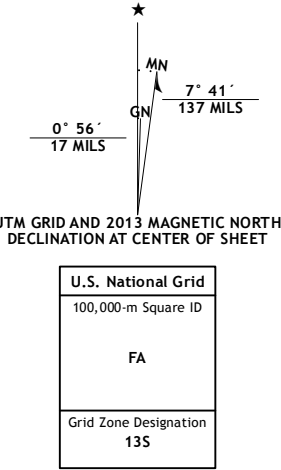 ★
MN
GN
7° 41´
137 MILS
0° 56´
17 MILS
UTM GRID AND 2013 MAGNETIC NORTH
DECLINATION AT CENTER OF SHEET
U.S. National Grid
100,000-m Square ID
FA
Grid Zone Designation
13S